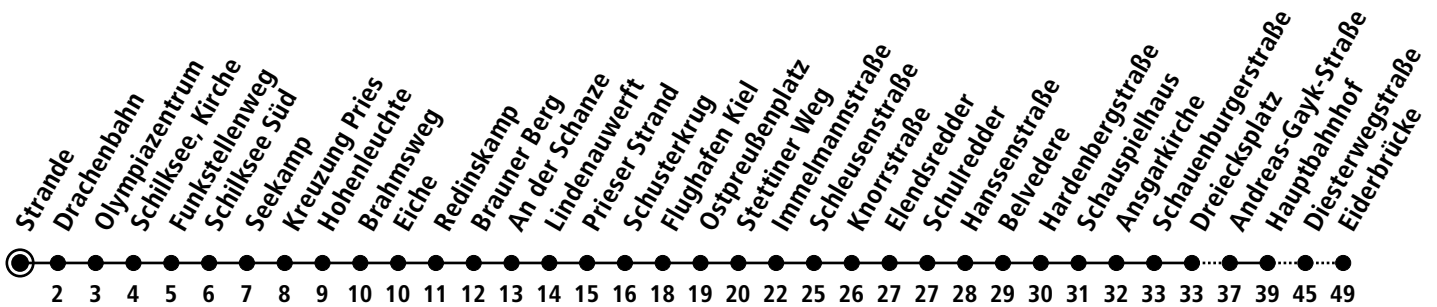 Strande
Drachenbahn
Olympiazentrum
Schilksee, Kirche
Funkstellenweg
Schilksee Süd
Seekamp
Kreuzung Pries
Hohenleuchte
Brahmsweg
Eiche
Redinskamp
Brauner Berg
An der Schanze
Lindenauwerft
Prieser Strand
Schusterkrug
Flughafen Kiel
Ostpreußenplatz
Stettiner Weg
Immelmannstraße
Schleusenstraße
Knorrstraße
Elendsredder
Schulredder
Hanssenstraße
Belvedere
Hardenbergstraße
Schauspielhaus
Ansgarkirche
Schauenburgerstraße
Dreiecksplatz
Andreas-Gayk-Straße
Hauptbahnhof
Diesterwegstraße
Eiderbrücke
2 3 4 5 6 7 8 9 10 10 11 12 13 14 15 16 18 19 20 22 25 26 27 27 28 29 30 31 32 33 33 37 39 45 49